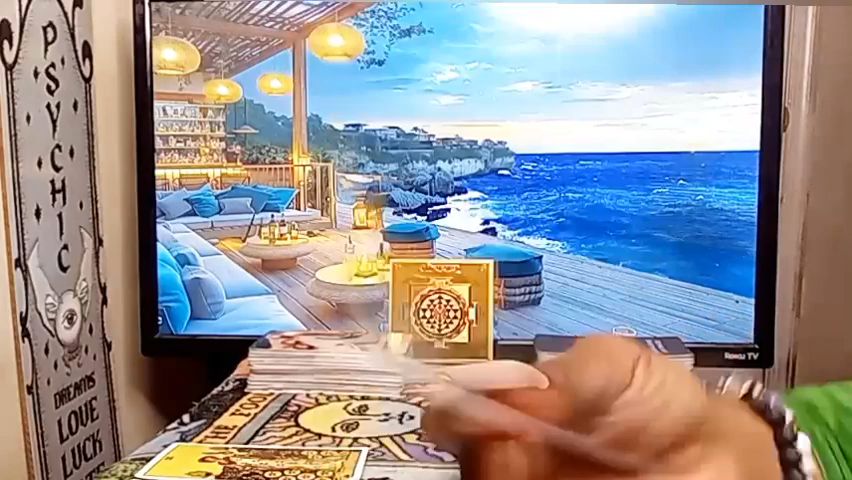 PSYCHIC
DREAMS
LOVE
LUCK
THE FOOL
Roku TV